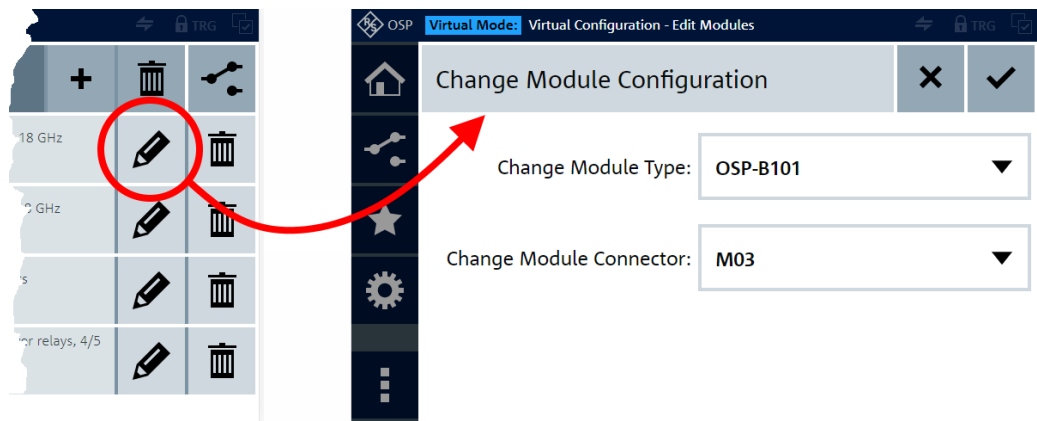 TRG
18 GHz
GHz
relays, 4/5
OSP Virtual Mode: Virtual Configuration - Edit Modules TRG
Change Module Configuration
Change Module Type: OSP-B101
Change Module Connector: M03